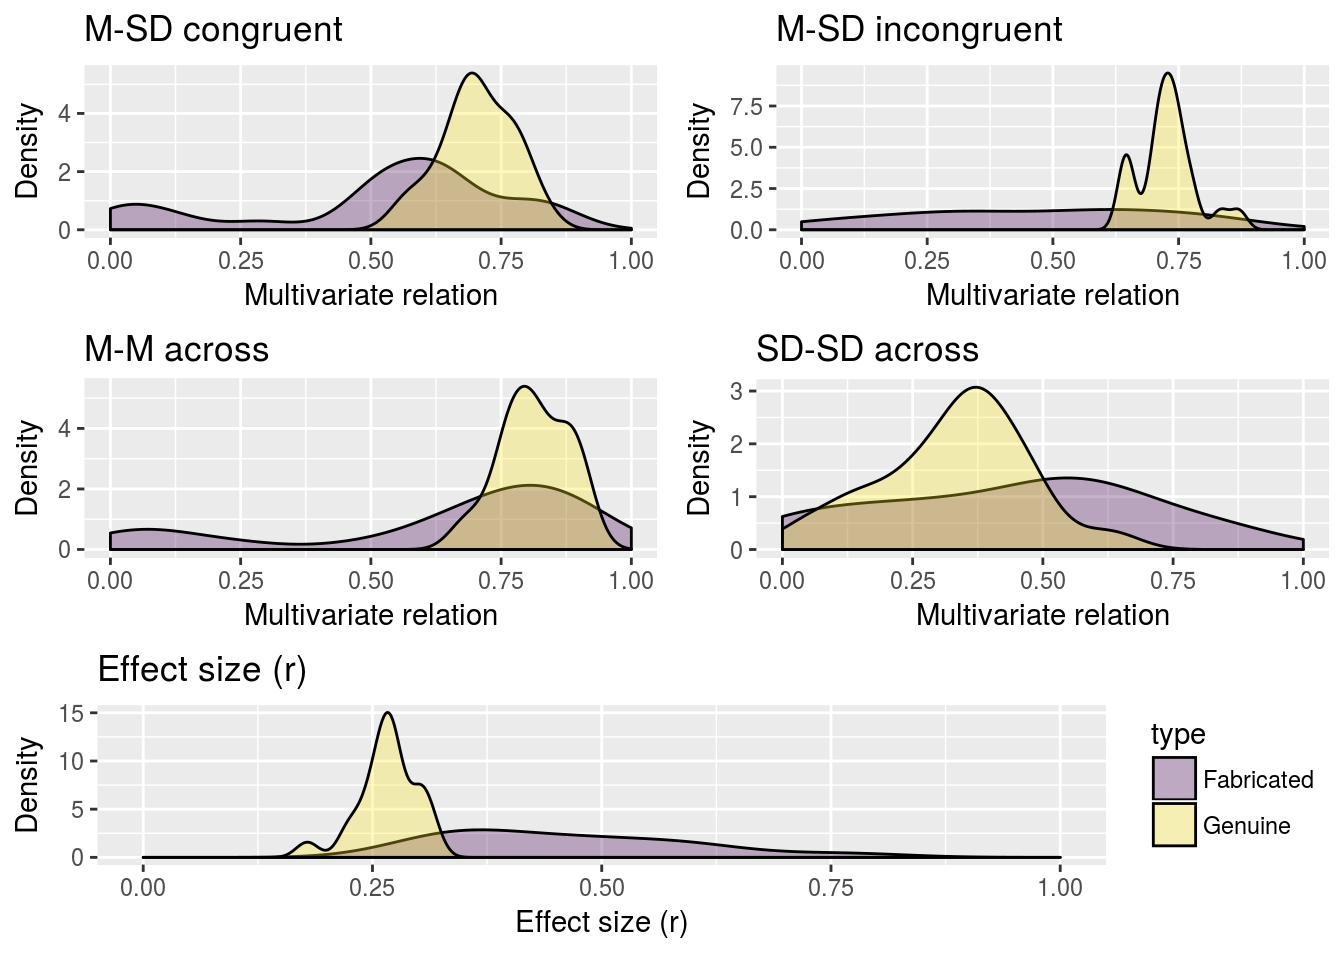 M-SD congruent
Density
4
2
0
0.00 0.25 0.50 0.75 1.00
Multivariate relation
M-SD incongruent
Density
7.5
5.0
2.5
0.0
0.00 0.25 0.50 0.75 1.00
Multivariate relation
M-M across
Density
4
2
0
0.00 0.25 0.50 0.75 1.00
Multivariate relation
SD-SD across
Density
3
2
1
0
0.00 0.25 0.50 0.75 1.00
Multivariate relation
Effect size (r)
Density
15
10
5
0
0.00 0.25 0.50 0.75 1.00
Effect size (r)
type
Fabricated
Genuine